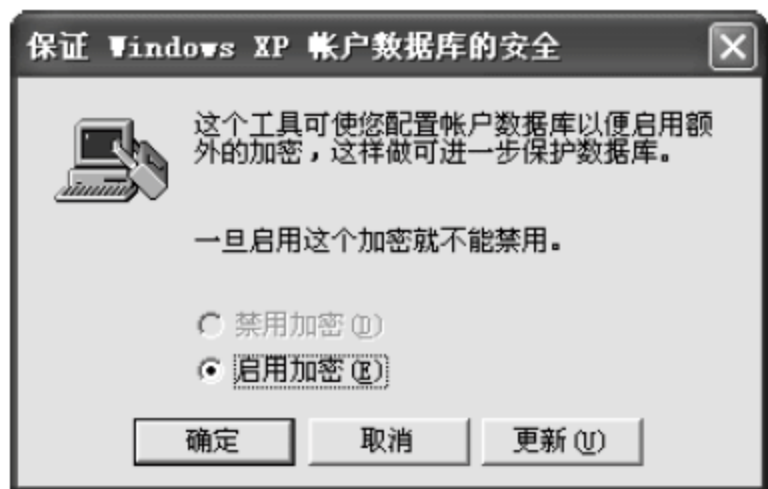 保证 Windows XP 帐户数据库的安全
这个工具可使您配置帐户数据库以便启用额
外的加密，这样做可进一步保护数据库。
一旦启用这个加密就不能禁用。
禁用加密(D)
启用加密(E)
确定
取消
更新(U)